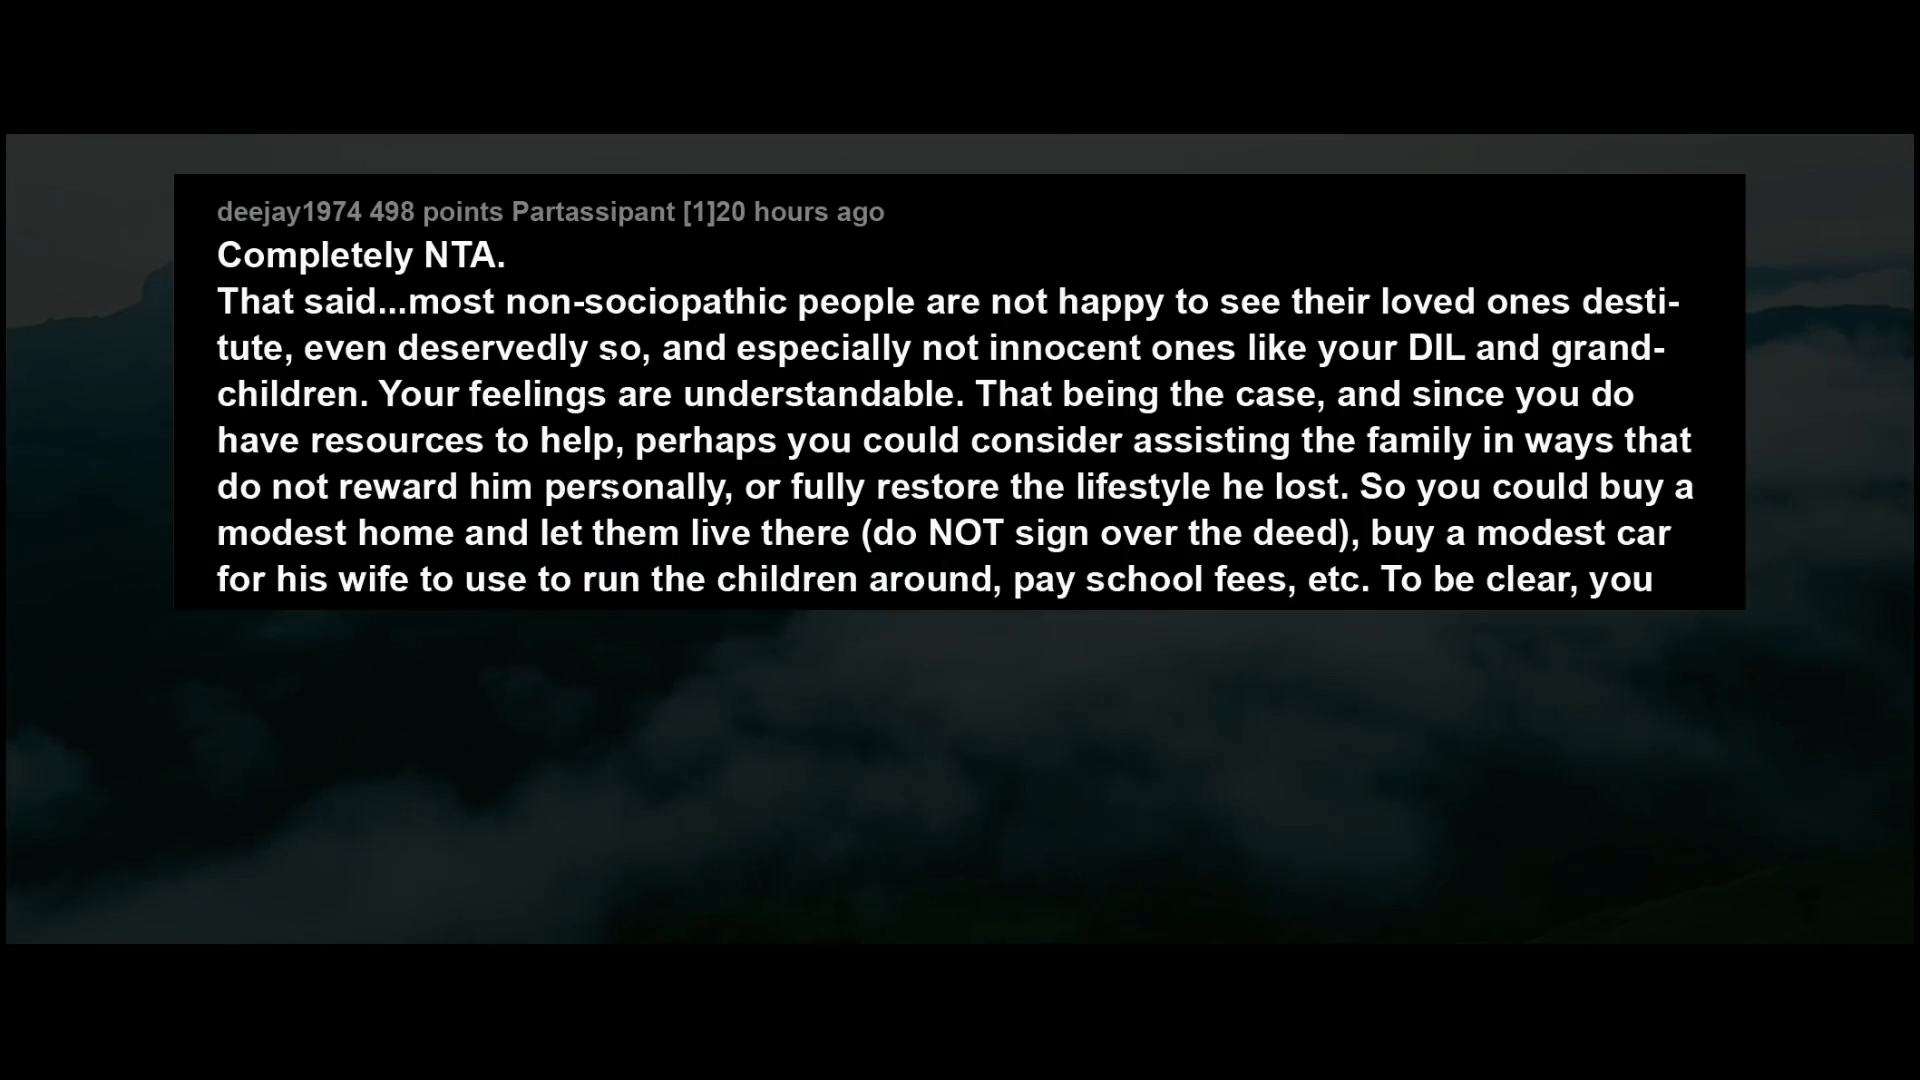 deejay1974 498 points Partassipant [1]20 hours ago
Completely NTA.
That said...most non-sociopathic people are not happy to see their loved ones desti-
tute, even deservedly so, and especially not innocent ones like your DIL and grand-
children. Your feelings are understandable. That being the case, and since you do
have resources to help, perhaps you could consider assisting the family in ways that
do not reward him personally, or fully restore the lifestyle he lost. So you could buy a
modest home and let them live there (do NOT sign over the deed), buy a modest car
for his wife to use to run the children around, pay school fees, etc. To be clear, you